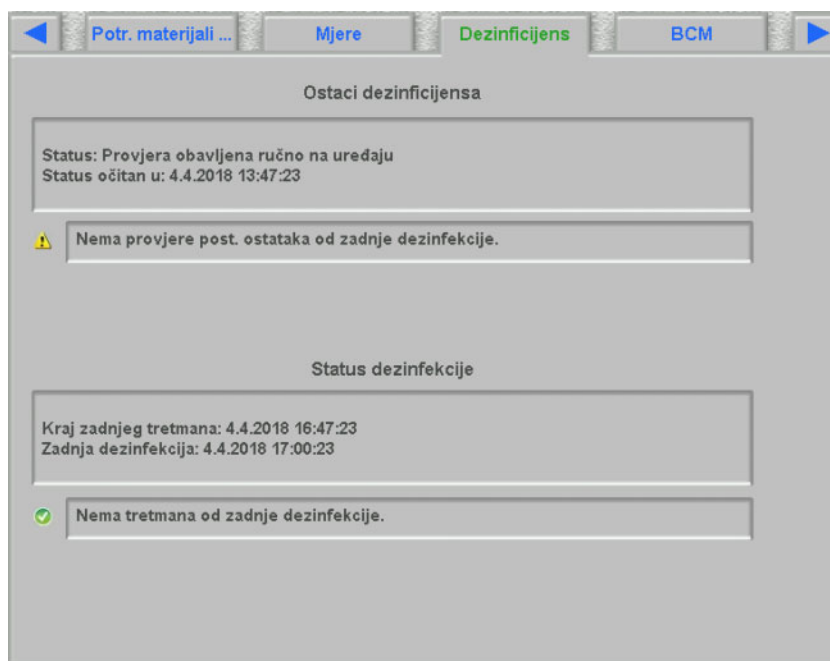 Potr. materijali ...
Mjere
Dezinficijens
BCM
Ostaci dezinficijensa
Status: Provjera obavljena ručno na uređaju
Status očitan u: 4.4.2018 13:47:23
Nema provjere post. ostataka od zadnje dezinfekcije.
Status dezinfekcije
Kraj zadnjeg tretmana: 4.4.2018 16:47:23
Zadnja dezinfekcija: 4.4.2018 17:00:23
Nema tretmana od zadnje dezinfekcije.